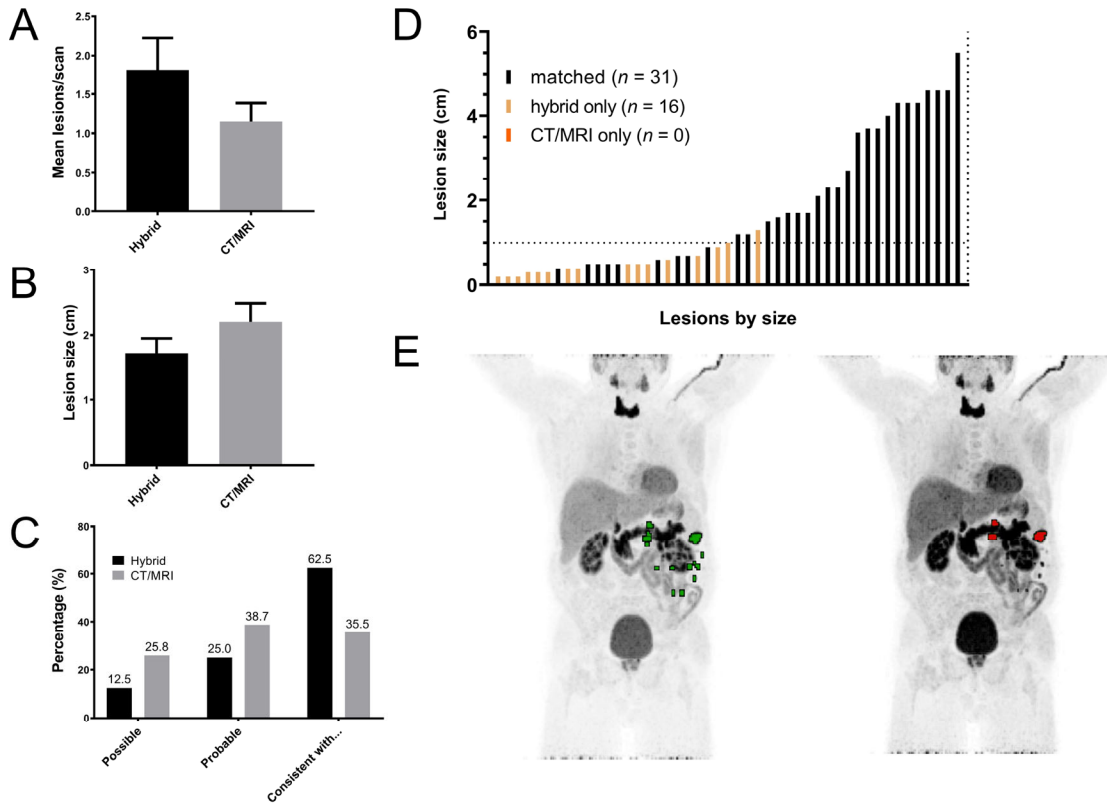 A
Mean lesions/scan
2.5
2.0
1.5
1.0
0.5
0.0
Hybrid
CT/MRI
B
Lesion size (cm)
3
2
1
0
Hybrid
CT/MRI
C
Percentage (%)
80
60
40
20
0
Hybrid
CT/MRI
12.5
25.8
25.0
38.7
62.5
35.5
Possible
Probable
Consistent with...
D
Lesion size (cm)
6
4
2
0
matched (n = 31)
hybrid only (n = 16)
CT/MRI only (n = 0)
Lesions by size
E